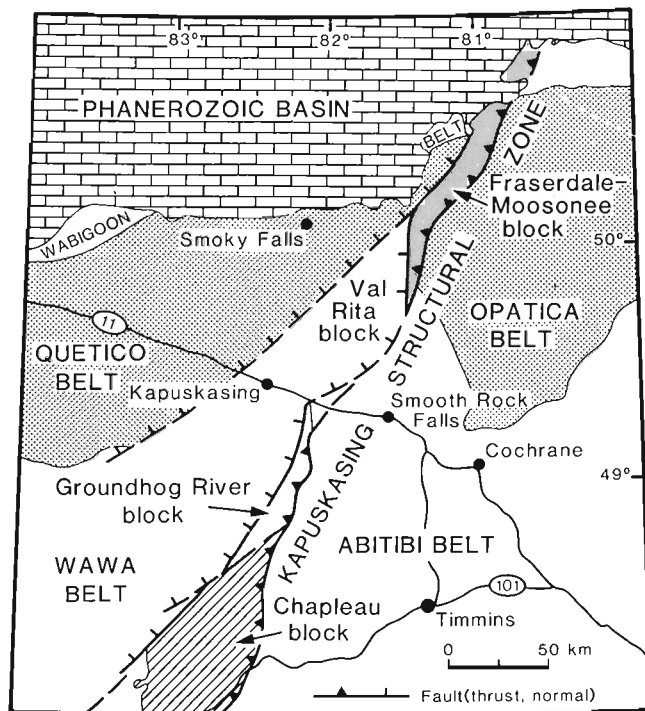 83° 82° 81°
PHANEROZOIC BASIN
BELT
ZONE
Fraserdale-
Moosonee
block
WABIGOON
Smoky Falls
50°
Val
Rita
block
STRUCTURAL
OPATICA
BELT
11
QUETICO
BELT
Kapuskasing
Smooth Rock
Falls
Cochrane
49°
KAPUSKASING
Groundhog River
block
ABITIBI BELT
WAWA
BELT
101
Chapleau
block
Timmins
0 50 km
Fault(thrust, normal)